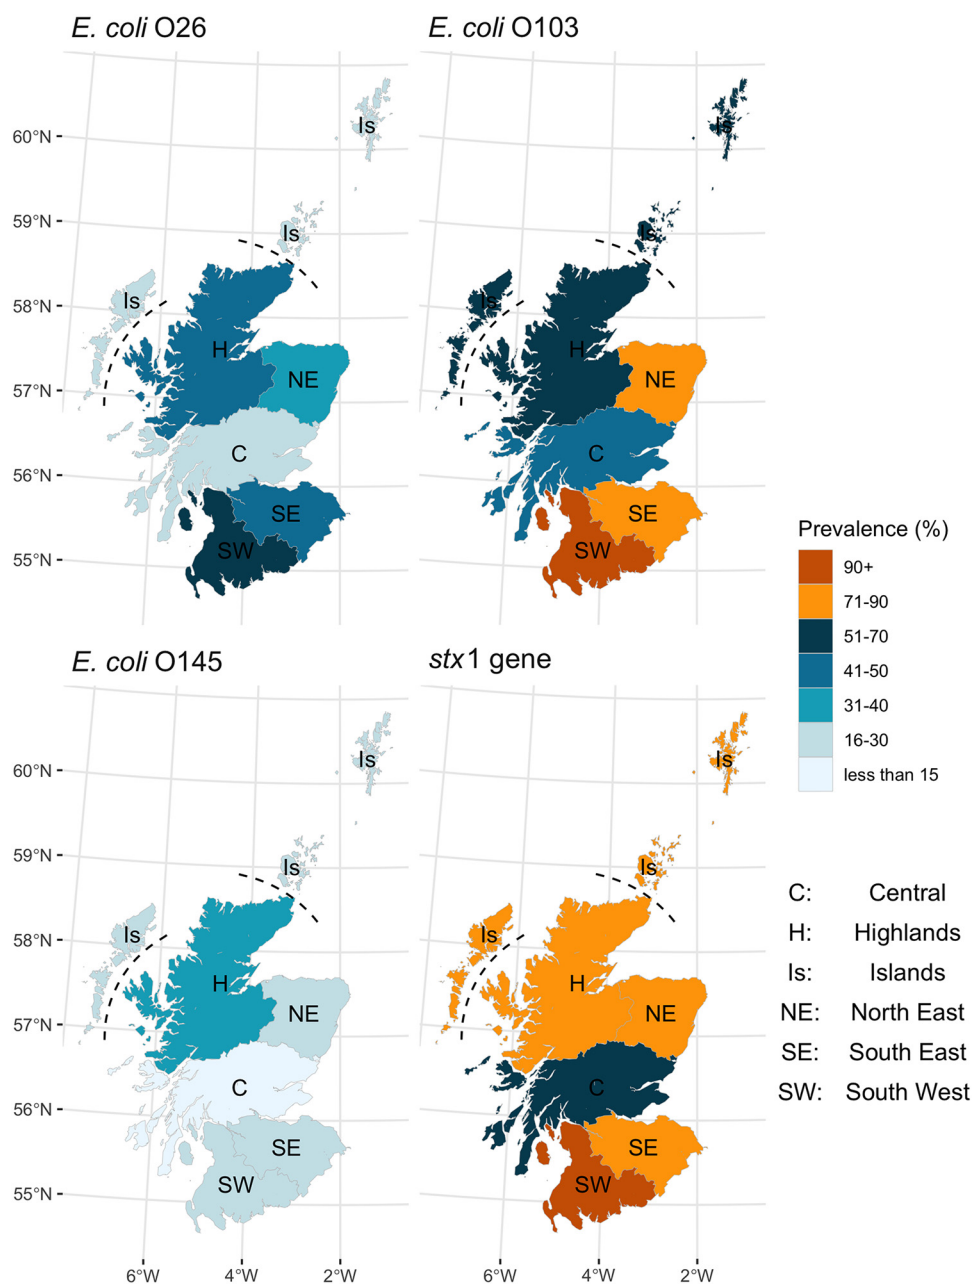 E. coli O26
E. coli O103
60°N
59°N
58°N
57°N
56°N
55°N
Is
Is
Is
H
NE
C
SE
SW
Is
Is
Is
H
NE
C
SE
SW
Prevalence (%)
90+
71-90
51-70
41-50
31-40
16-30
less than 15
E. coli O145
stx1 gene
60°N
59°N
58°N
57°N
56°N
55°N
Is
Is
Is
H
NE
C
SE
SW
Is
Is
Is
H
NE
C
SE
SW
6°W 4°W 2°W
6°W 4°W 2°W
C: Central
H: Highlands
Is: Islands
NE: North East
SE: South East
SW: South West